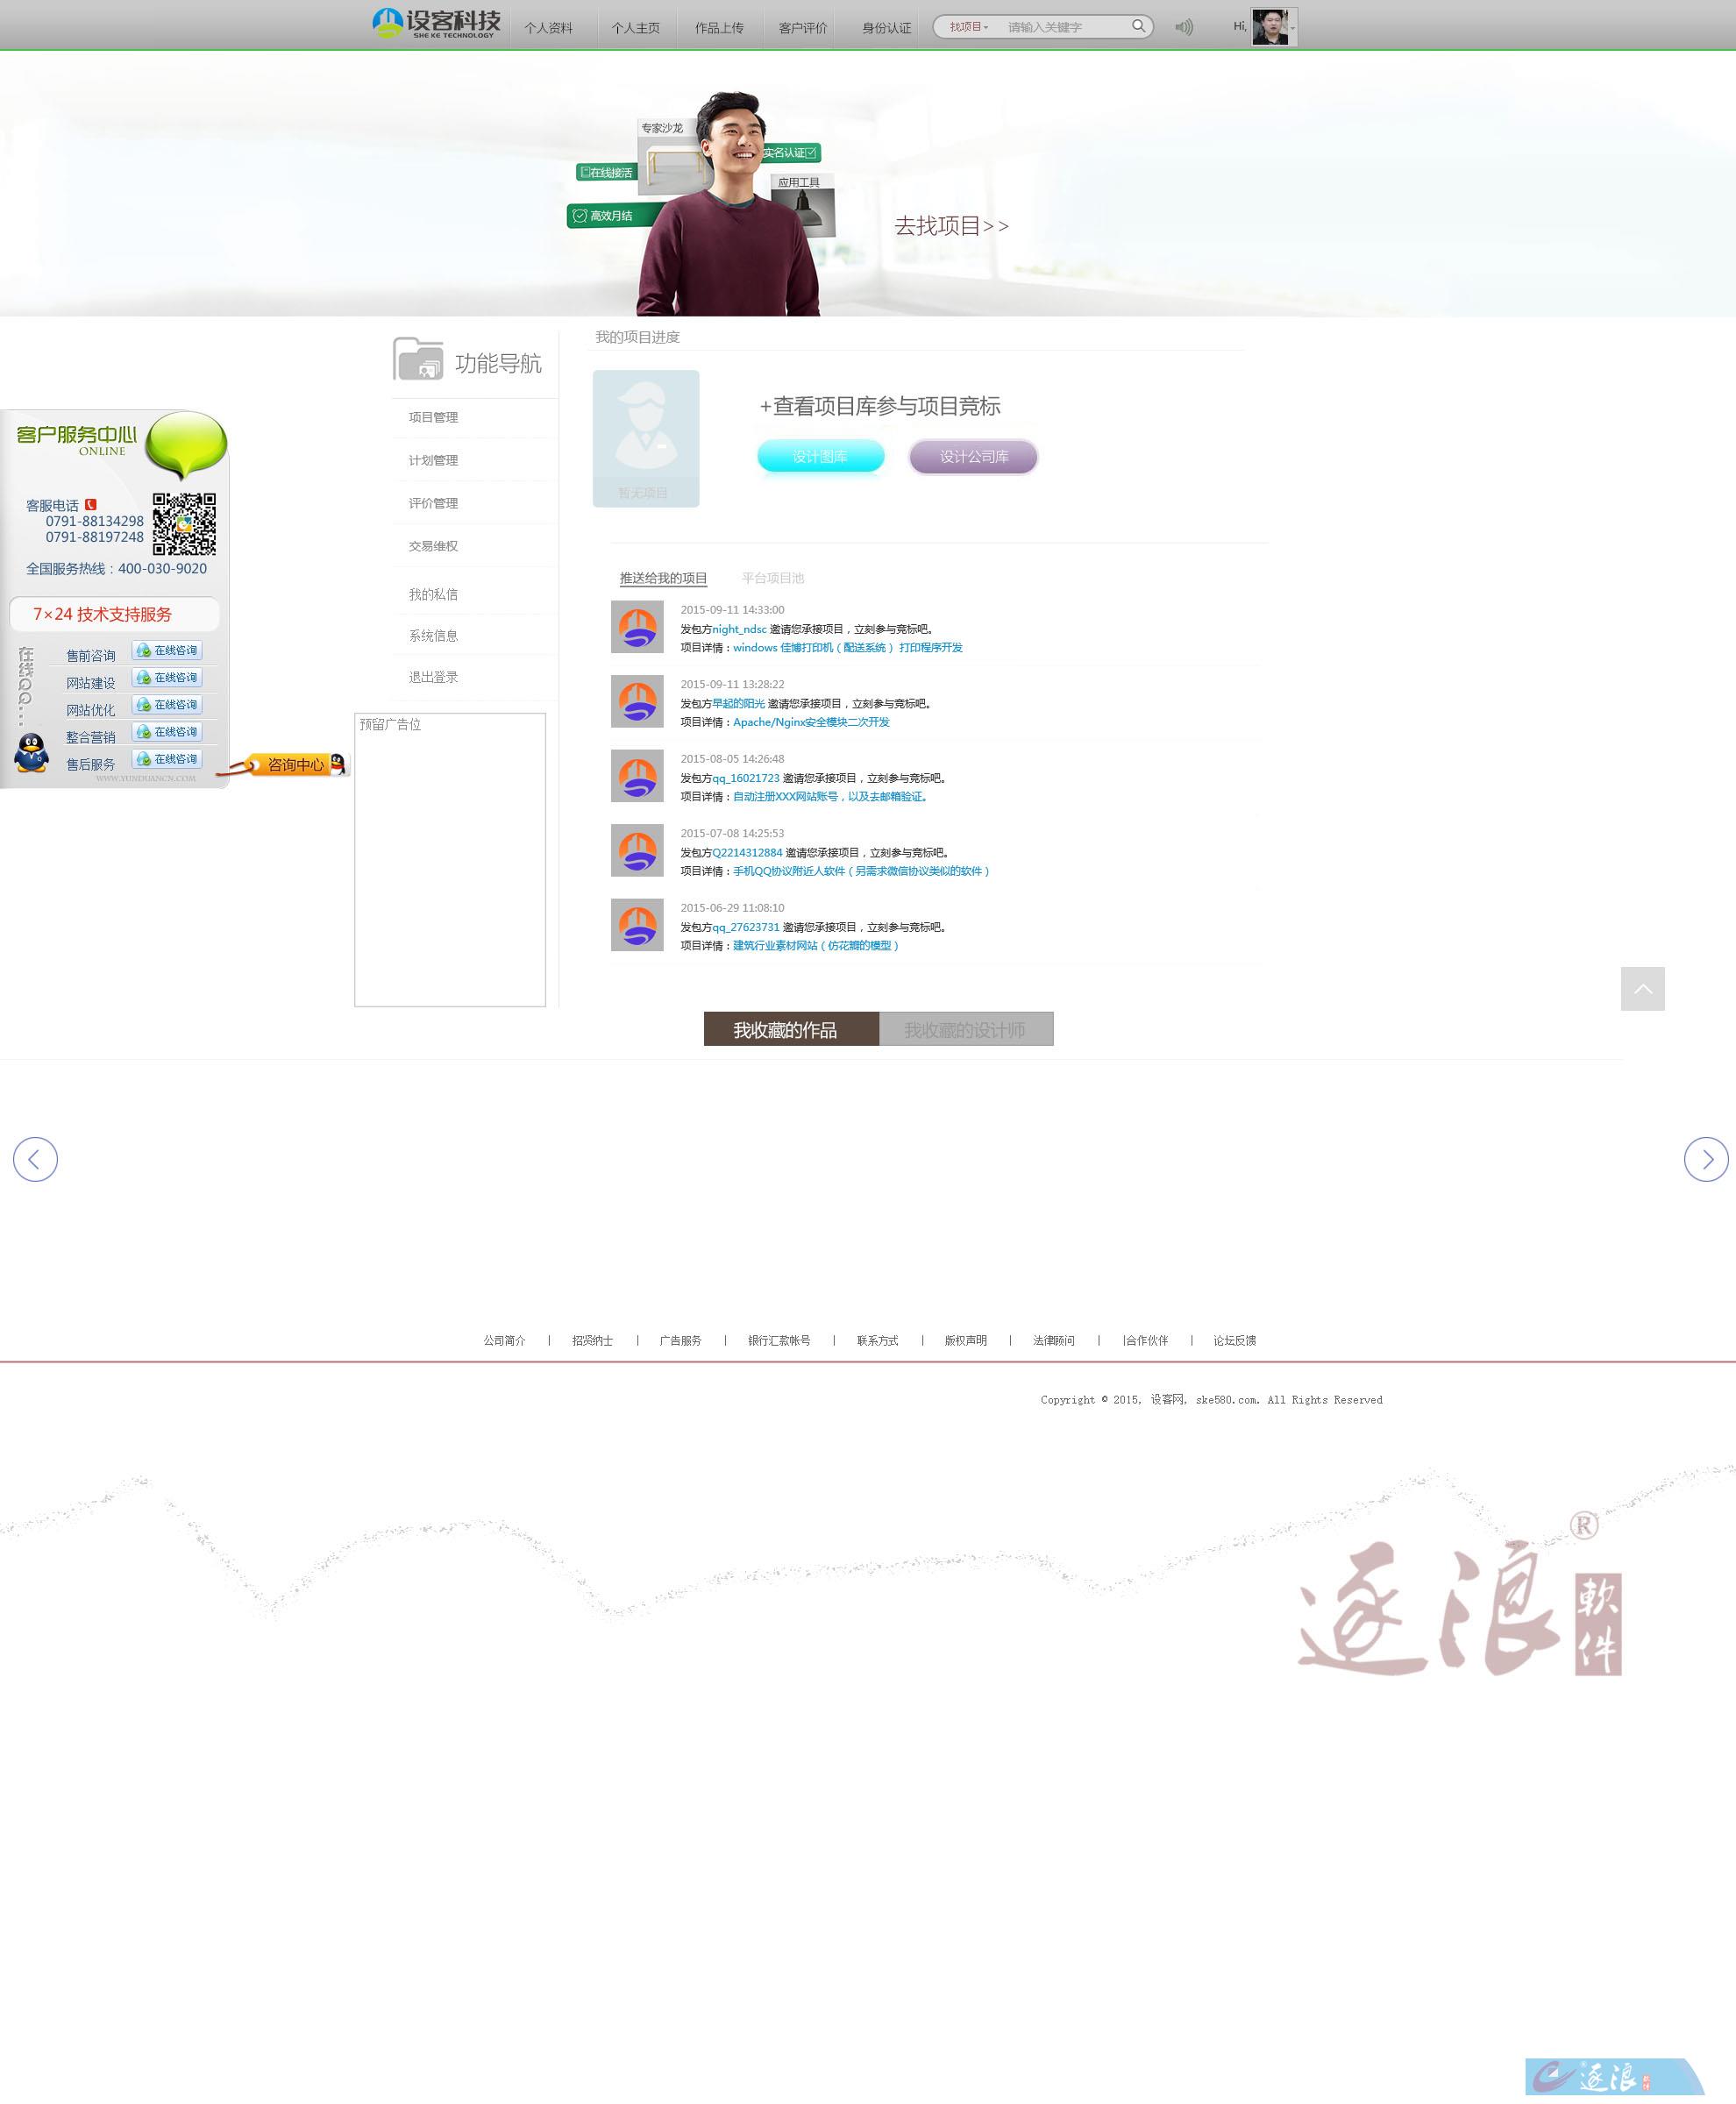 设客科技
SHE KE TECHNOLOGY
个人资料
个人主页
作品上传
客户评价
身份认证
找项目
请输入关键字
Hi,
专家沙龙
实名认证
在线接活
应用工具
高效月结
去找项目>>
功能导航
项目管理
计划管理
评价管理
交易维权
我的私信
系统信息
退出登录
预留广告位
客户服务中心
ONLINE
客服电话
0791-88134298
0791-88197248
全国服务热线：400-030-9020
7×24 技术支持服务
在线QQ...
售前咨询 在线咨询
网站建设 在线咨询
网站优化 在线咨询
整合营销 在线咨询
售后服务 在线咨询
WWW.YUNDUANCN.COM
咨询中心
我的项目进度
暂无项目
+查看项目库参与项目竞标
设计图库
设计公司库
推送给我的项目
平台项目池
2015-09-11 14:33:00
发包方night_ndsc 邀请您承接项目，立刻参与竞标吧。
项目详情：windows 佳博打印机（配送系统） 打印程序开发
2015-09-11 13:28:22
发包方早起的阳光 邀请您承接项目，立刻参与竞标吧。
项目详情：Apache/Nginx安全模块二次开发
2015-08-05 14:26:48
发包方qq_16021723 邀请您承接项目，立刻参与竞标吧。
项目详情：自动注册XXX网站账号，以及去邮箱验证。
2015-07-08 14:25:53
发包方Q2214312884 邀请您承接项目，立刻参与竞标吧。
项目详情：手机QQ协议附近人软件（另需求微信协议类似的软件）
2015-06-29 11:08:10
发包方qq_27623731 邀请您承接项目，立刻参与竞标吧。
项目详情：建筑行业素材网站（仿花瓣的模型）
我收藏的作品
我收藏的设计师
公司简介 | 招贤纳士 | 广告服务 | 银行汇款帐号 | 联系方式 | 版权声明 | 法律顾问 | |合作伙伴 | 论坛反馈
Copyright © 2015, 设客网, ske580.com. All Rights Reserved
逐浪®
軟件
逐浪